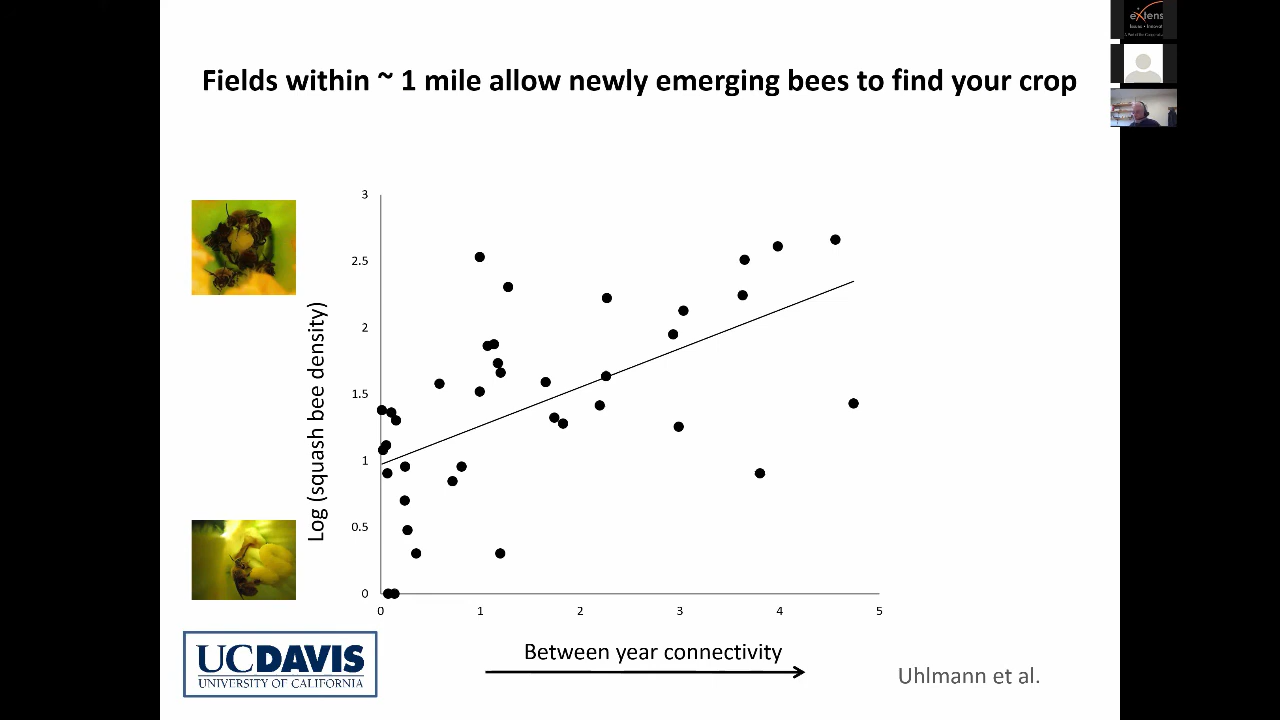 Fields within ~ 1 mile allow newly emerging bees to find your crop
eXtens
3
2.5
2
1.5
1
0.5
0
Log (squash bee density)
0 1 2 3 4 5
Between year connectivity
UCDAVIS
UNIVERSITY OF CALIFORNIA
Uhlmann et al.